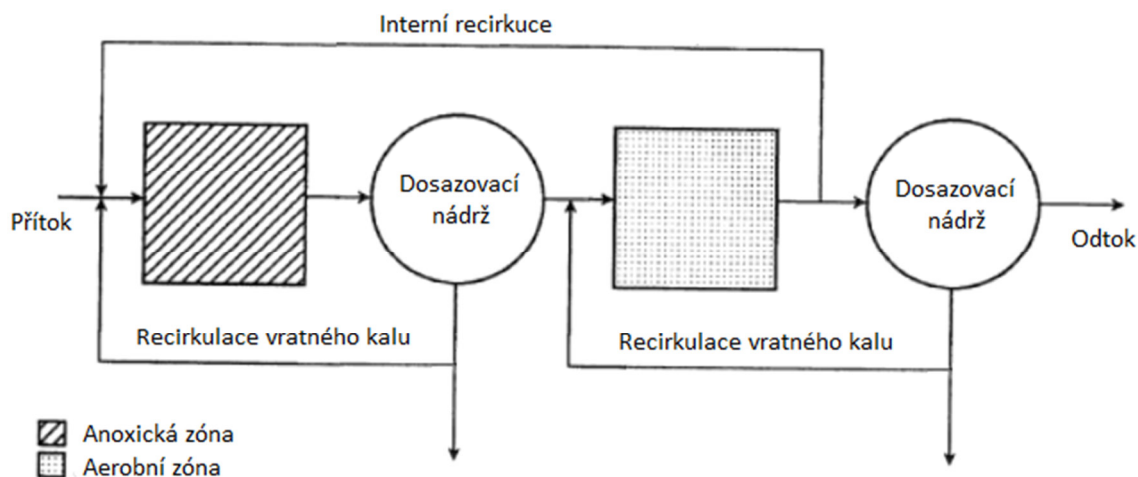 Interní recirkuce
Přítok
Dosazovací
nádrž
Dosazovací
nádrž
Odtok
Recirkulace vratného kalu
Recirkulace vratného kalu
Anoxická zóna
Aerobní zóna